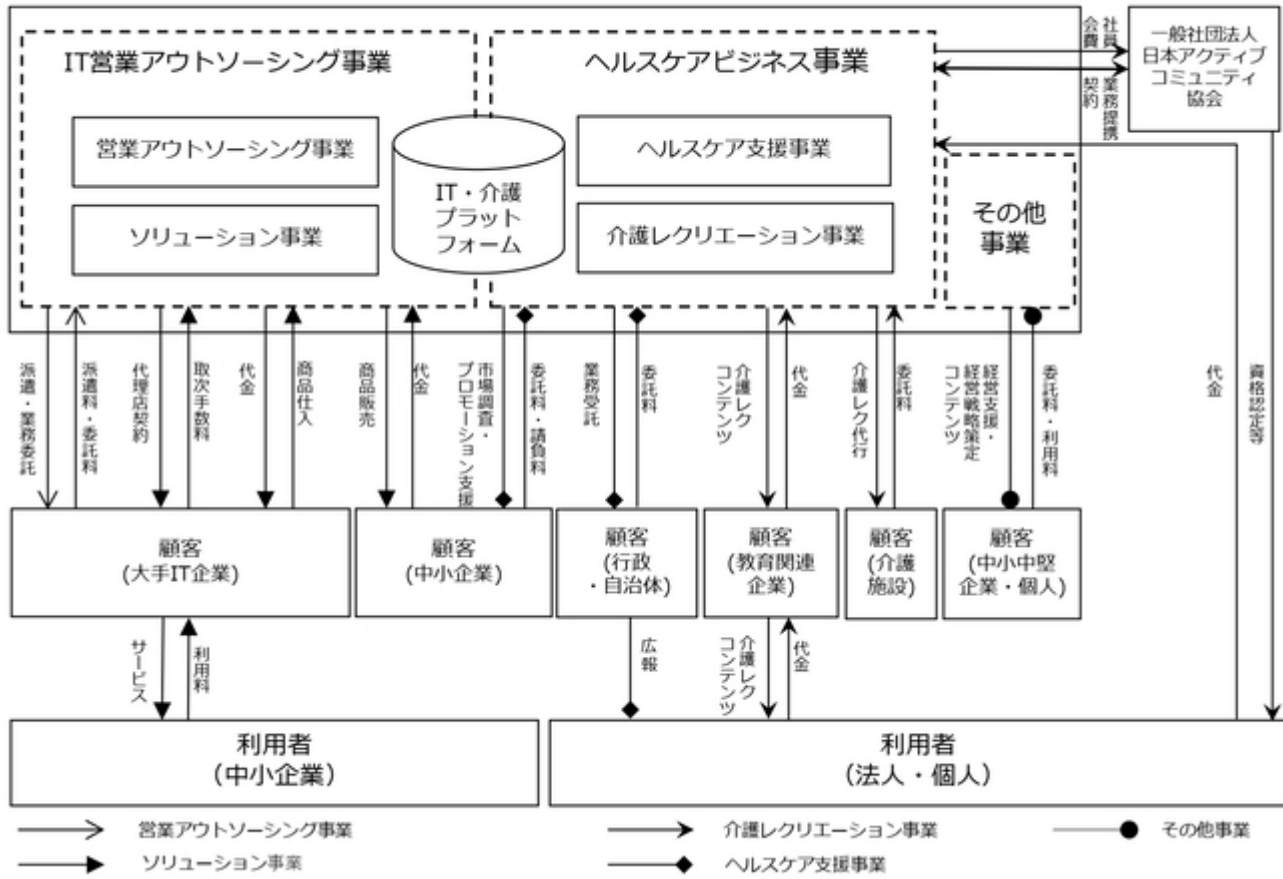 IT営業アウトソーシング事業
営業アウトソーシング事業
ソリューション事業
IT・介護
プラット
フォーム
ヘルスケアビジネス事業
ヘルスケア支援事業
介護レクリエーション事業
その他
事業
社員
会費
業務提携
契約
一般社団法人
日本アクティブ
コミュニティ
協会
派遣・業務委託
派遣料・委託料
代理店契約
取次手数料
代金
商品仕入
商品販売
代金
市場調査・
プロモーション支援
委託料・請負料
業務受託
委託料
介護レク
コンテンツ
代金
介護レク代行
委託料
経営支援・
経営戦略策定
コンテンツ
委託料・利用料
代金
資格認定等
顧客
(大手IT企業)
顧客
(中小企業)
顧客
(行政
・自治体)
顧客
(教育関連
企業)
顧客
(介護
施設)
顧客
(中小中堅
企業・個人)
サービス
利用料
広報
介護レク
コンテンツ
代金
利用者
（中小企業）
利用者
（法人・個人）
営業アウトソーシング事業
介護レクリエーション事業
その他事業
ソリューション事業
ヘルスケア支援事業